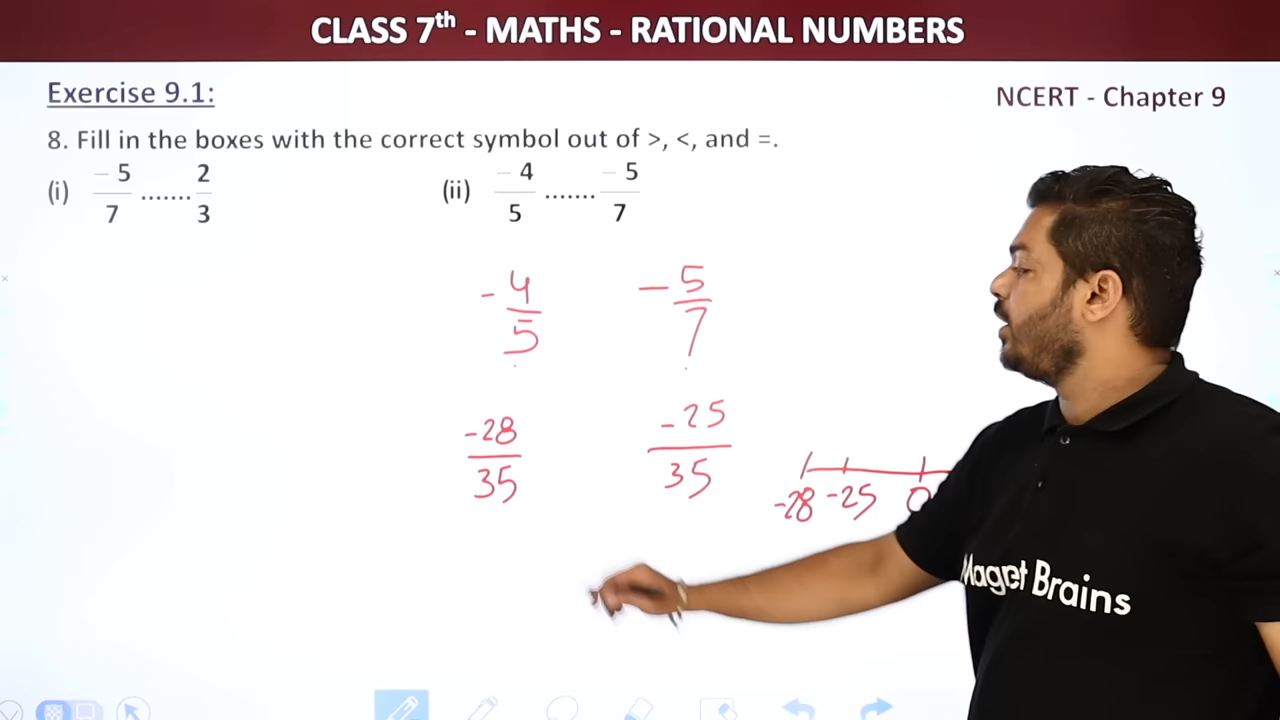 CLASS 7th - MATHS - RATIONAL NUMBERS
Exercise 9.1:
NCERT - Chapter 9
8. Fill in the boxes with the correct symbol out of >, <, and =.
(i) -5/7 ....... 2/3
(ii) -4/5 ....... -5/7
-4/5
-5/7
-28/35
-25/35
-28 -25 0
Magnet Brains